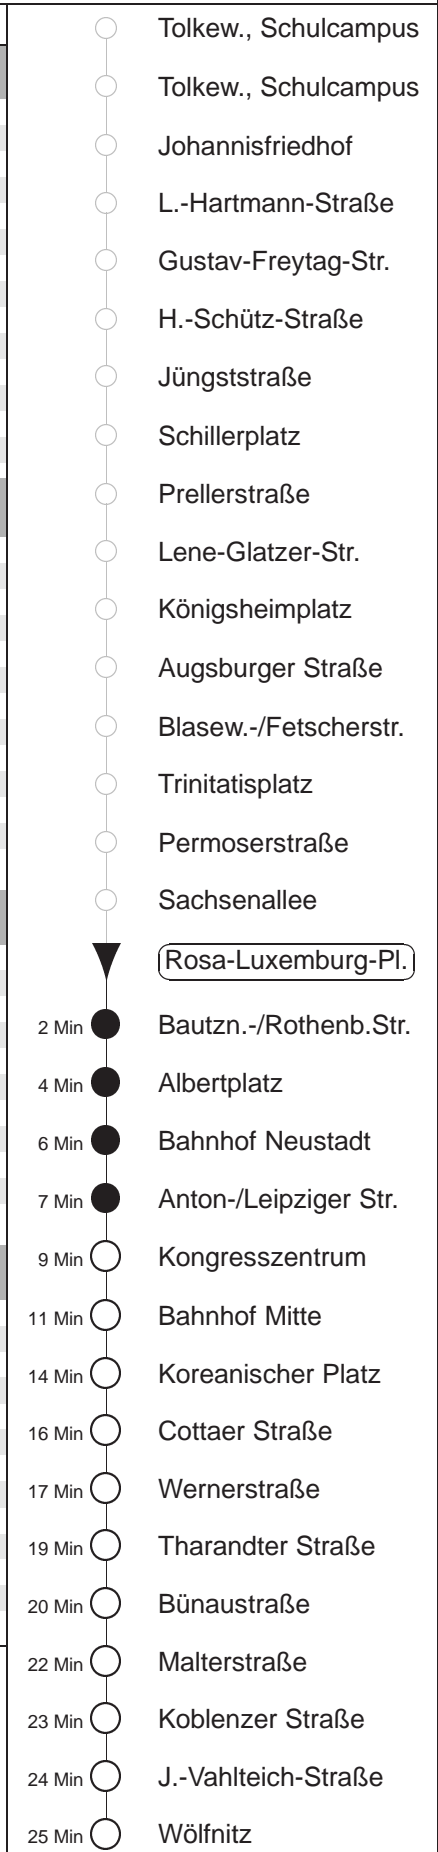 Tolkew., Schulcampus
Tolkew., Schulcampus
Johannisfriedhof
L.-Hartmann-Straße
Gustav-Freytag-Str.
H.-Schütz-Straße
Jüngststraße
Schillerplatz
Prellerstraße
Lene-Glatzer-Str.
Königsheimplatz
Augsburger Straße
Blasew.-/Fetscherstr.
Trinitatisplatz
Permoserstraße
Sachsenallee
Rosa-Luxemburg-Pl.
2 Min Bautzn.-/Rothenb.Str.
4 Min Albertplatz
6 Min Bahnhof Neustadt
7 Min Anton-/Leipziger Str.
9 Min Kongresszentrum
11 Min Bahnhof Mitte
14 Min Koreanischer Platz
16 Min Cottaer Straße
17 Min Wernerstraße
19 Min Tharandter Straße
20 Min Bünaustraße
22 Min Malterstraße
23 Min Koblenzer Straße
24 Min J.-Vahlteich-Straße
25 Min Wölfnitz